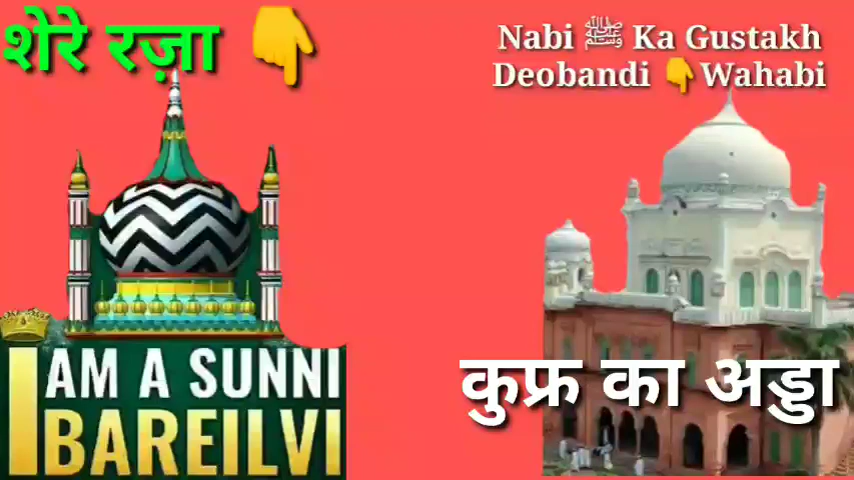 शेरे रज़ा 👇
Nabi ﷺ Ka Gustakh
Deobandi 👇Wahabi
I AM A SUNNI
BAREILVI
कुफ्र का अड्डा